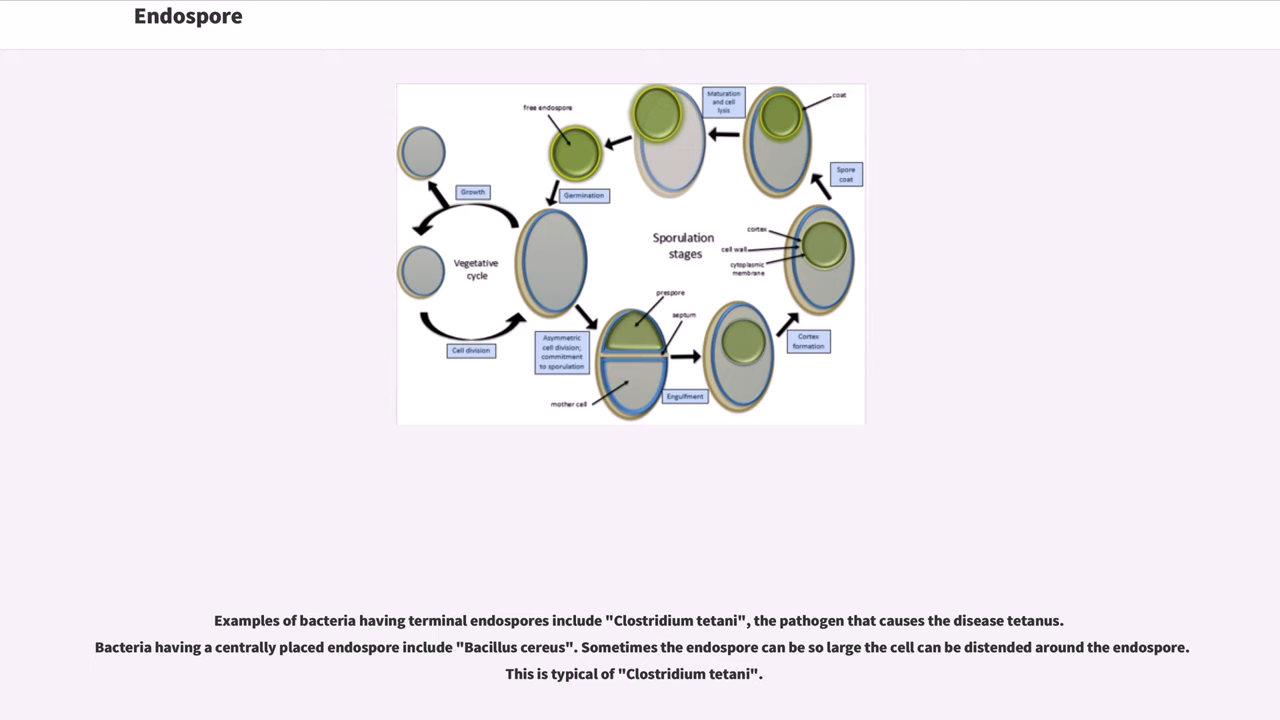 Endospore
free endospore
Maturation
and cell
lysis
coat
Growth
Germination
Spore
coat
Vegetative
cycle
Sporulation
stages
cortex
cell wall
cytoplasmic
membrane
prespore
septum
Cell division
Asymmetric
cell division;
commitment
to sporulation
Cortex
formation
mother cell
Engulfment
Examples of bacteria having terminal endospores include "Clostridium tetani", the pathogen that causes the disease tetanus.
Bacteria having a centrally placed endospore include "Bacillus cereus". Sometimes the endospore can be so large the cell can be distended around the endospore.
This is typical of "Clostridium tetani".